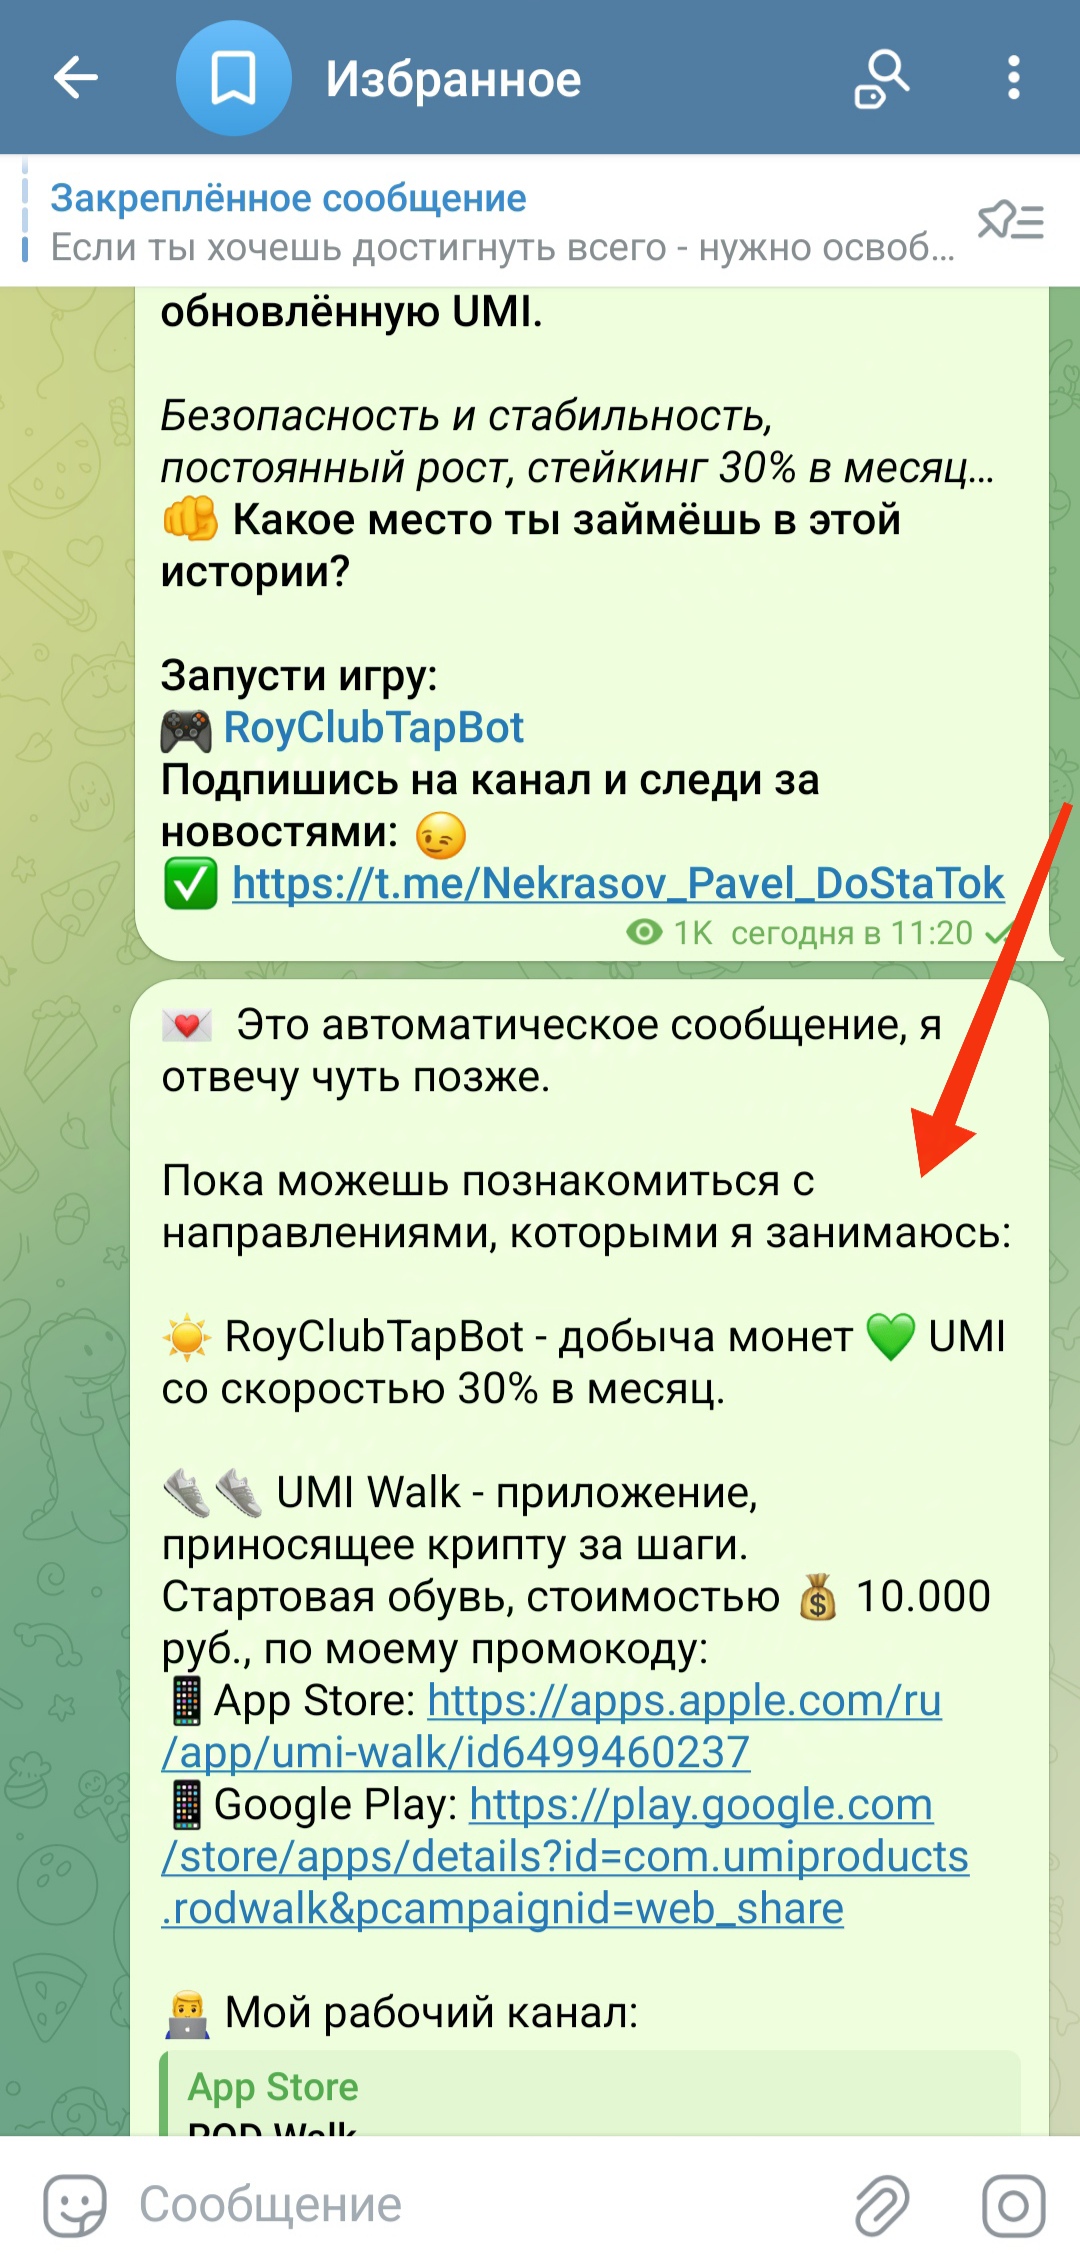 Избранное
Закреплённое сообщение
Если ты хочешь достигнуть всего - нужно освоб...
обновлённую UMI.
Безопасность и стабильность,
постоянный рост, стейкинг 30% в месяц...
Какое место ты займёшь в этой
истории?
Запусти игру:
RoyClubTapBot
Подпишись на канал и следи за
новостями:
https://t.me/Nekrasov_Pavel_DoStaTok
1K сегодня в 11:20
Это автоматическое сообщение, я
отвечу чуть позже.
Пока можешь познакомиться с
направлениями, которыми я занимаюсь:
RoyClubTapBot - добыча монет 💚 UMI
со скоростью 30% в месяц.
UMI Walk - приложение,
приносящее крипту за шаги.
Стартовая обувь, стоимостью 💰 10.000
руб., по моему промокоду:
App Store: https://apps.apple.com/ru
/app/umi-walk/id6499460237
Google Play: https://play.google.com
/store/apps/details?id=com.umiproducts
.rodwalk&pcampaignid=web_share
Мой рабочий канал:
App Store
ROD Walk
Сообщение